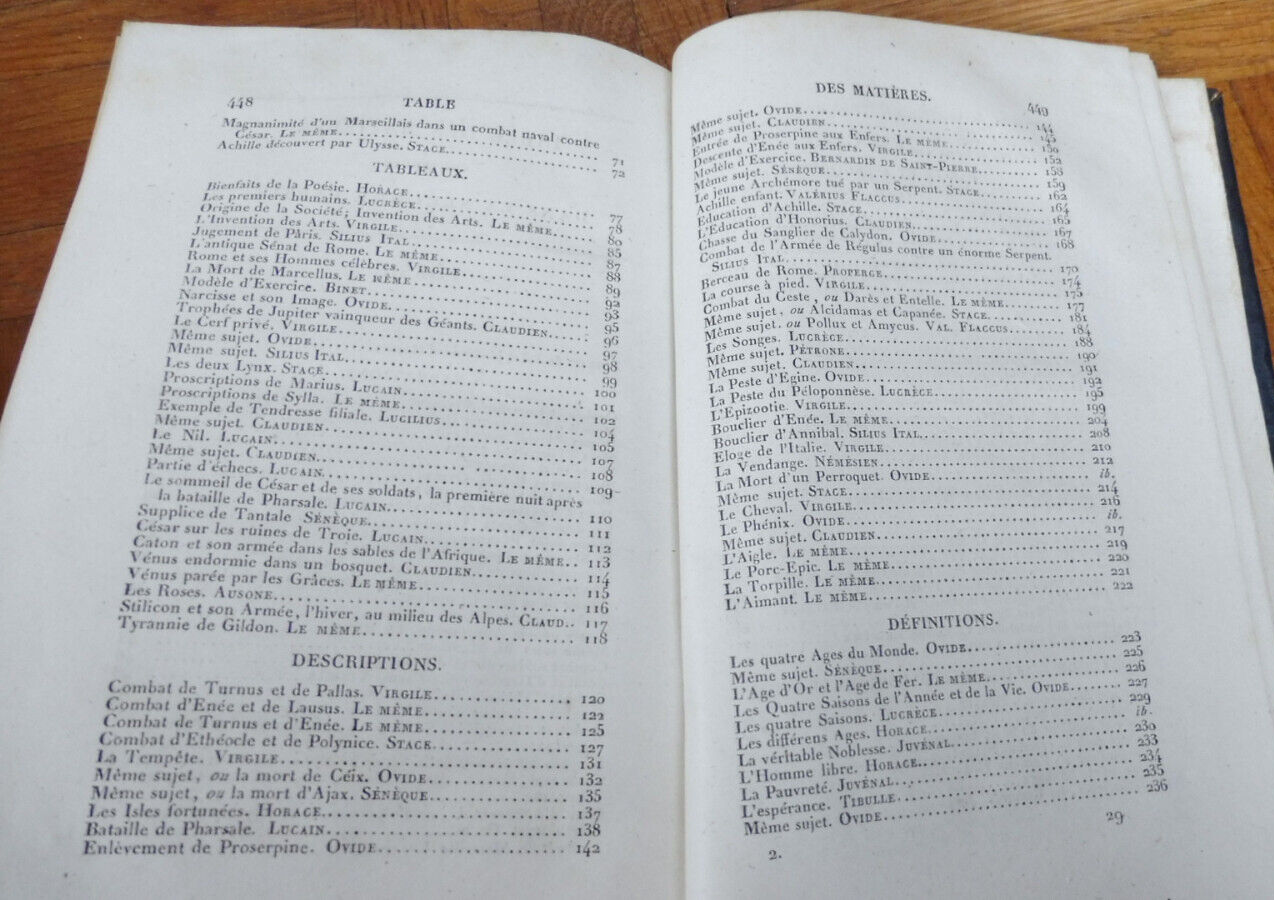 448 TABLE
Magnanimité d'un Marseillais dans un combat naval contre
César. LE MÊME........ 71
Achille découvert par Ulysse. STACE........ 72
TABLEAUX.
Bienfaits de la Poésie. HORACE........ 77
Les premiers humains. LUCRÈCE........ 78
Origine de la Société; Invention des Arts. LE MÊME........ 80
L'Invention des Arts. VIRGILE........ 85
Jugement de Pâris. SILIUS ITAL........ 87
L'antique Sénat de Rome. LE MÊME........ 88
Rome et ses Hommes célèbres. VIRGILE........ 89
La Mort de Marcellus. LE MÊME........ 92
Modèle d'Exercice. BINET........ 93
Narcisse et son Image. OVIDE........ 95
Trophées de Jupiter vainqueur des Géants. CLAUDIEN........ 96
Le Cerf privé. VIRGILE........ 97
Même sujet. OVIDE........ 98
Même sujet. SILIUS ITAL........ 99
Les deux Lynx. STACE........ 100
Proscriptions de Marius. LUCAIN........ 101
Proscriptions de Sylla. LE MÊME........ 102
Exemple de Tendresse filiale. LUCILIUS........ 104
Même sujet. CLAUDIEN........ 105
Le Nil. LUCAIN........ 107
Même sujet. CLAUDIEN........ 108
Partie d'échecs. LUCAIN........ 109
Le sommeil de César et de ses soldats, la première nuit après
la bataille de Pharsale. LUCAIN........ 110
Supplice de Tantale SÉNÈQUE........ 111
César sur les ruines de Troie. LUCAIN........ 112
Caton et son armée dans les sables de l'Afrique. LE MÊME.. 113
Vénus endormie dans un bosquet. CLAUDIEN........ 114
Vénus parée par les Grâces. LE MÊME........ 115
Les Roses. AUSONE........ 116
Stilicon et son Armée, l'hiver, au milieu des Alpes. CLAUD.. 117
Tyrannie de Gildon. LE MÊME........ 118
DESCRIPTIONS.
Combat de Turnus et de Pallas. VIRGILE........ 120
Combat d'Enée et de Lausus. LE MÊME........ 122
Combat de Turnus et d'Enée. LE MÊME........ 125
Combat d'Ethéocle et de Polynice. STACE........ 127
La Tempête. VIRGILE........ 131
Même sujet, ou la mort de Céix. OVIDE........ 132
Même sujet, ou la mort d'Ajax. SÉNÈQUE........ 135
Les Isles fortunées. HORACE........ 137
Bataille de Pharsale. LUCAIN........ 138
Enlèvement de Proserpine. OVIDE........ 142
DES MATIÈRES. 449
Même sujet. OVIDE........ 144
Même sujet. CLAUDIEN........ 145
Entrée de Proserpine aux Enfers. LE MÊME........ 150
Descente d'Enée aux Enfers. VIRGILE........ 152
Modèle d'Exercice. BERNARDIN DE SAINT-PIERRE........ 158
Même sujet. SÉNÈQUE........ 159
Le jeune Archémore tué par un Serpent. STACE........ 162
Achille enfant. VALÉRIUS FLACCUS........ 164
Education d'Achille. STACE........ 165
L'Éducation d'Honorius. CLAUDIEN........ 167
Chasse du Sanglier de Calydon. OVIDE........ 168
Combat de l'Armée de Régulus contre un énorme Serpent.
SILIUS ITAL........ 170
Berceau de Rome. PROPERCE........ 174
La course à pied. VIRGILE........ 175
Combat du Ceste, ou Darès et Entelle. LE MÊME........ 177
Même sujet, ou Alcidamas et Capanée. STACE........ 181
Même sujet. ou Pollux et Amycus. VAL. FLACCUS........ 184
Les Songes. LUCRÈCE........ 188
Même sujet. PÉTRONE........ 190
Même sujet. CLAUDIEN........ 191
La Peste d'Egine. OVIDE........ 192
La Peste du Péloponnèse. LUCRÈCE........ 195
L'Epizootie. VIRGILE........ 199
Bouclier d'Enée. LE MÊME........ 204
Bouclier d'Annibal. SILIUS ITAL........ 208
Eloge de l'Italie. VIRGILE........ 210
La Vendange. NÉMÉSIEN........ 212
La Mort d'un Perroquet. OVIDE........ ib.
Même sujet. STACE........ 214
Le Cheval. VIRGILE........ 216
Le Phénix. OVIDE........ ib.
Même sujet. CLAUDIEN........ 217
L'Aigle. LE MÊME........ 219
Le Porc-Epic. LE MÊME........ 220
La Torpille. LE MÊME........ 221
L'Aimant. LE MÊME........ 222
DÉFINITIONS.
Les quatre Ages du Monde. OVIDE........ 223
Même sujet. SÉNÈQUE........ 225
L'Age d'Or et l'Age de Fer. LE MÊME........ 226
Les Quatre Saisons de l'Année et de la Vie. OVIDE........ 227
Les quatre Saisons. LUCRÈCE........ 229
Les différens Ages. HORACE........ ib.
La véritable Noblesse. JUVÉNAL........ 230
L'Homme libre. HORACE........ 233
La Pauvreté. JUVÉNAL........ 234
L'espérance. TIBULLE........ 235
Même sujet. OVIDE........ 236
2. 29